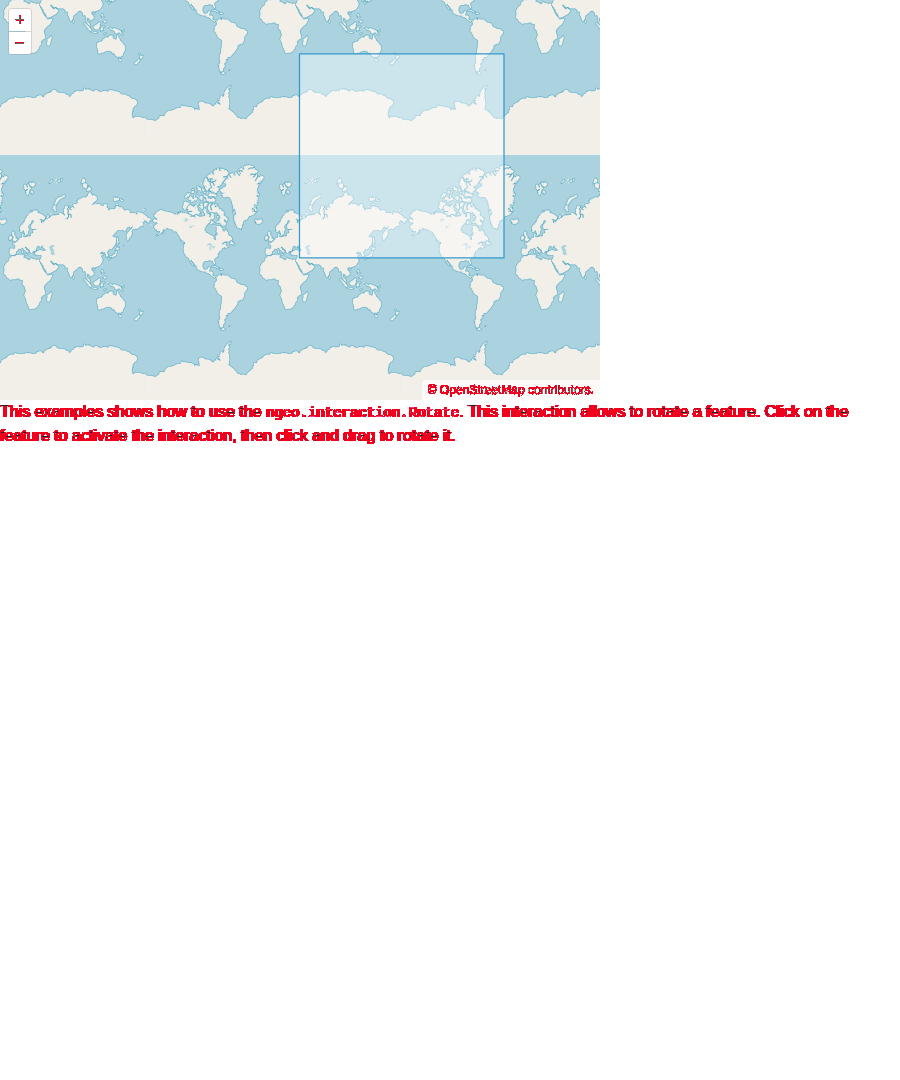 +
−
© OpenStreetMap contributors.
This examples shows how to use the ngeo.interaction.Rotate. This interaction allows to rotate a feature. Click on the
feature to activate the interaction, then click and drag to rotate it.